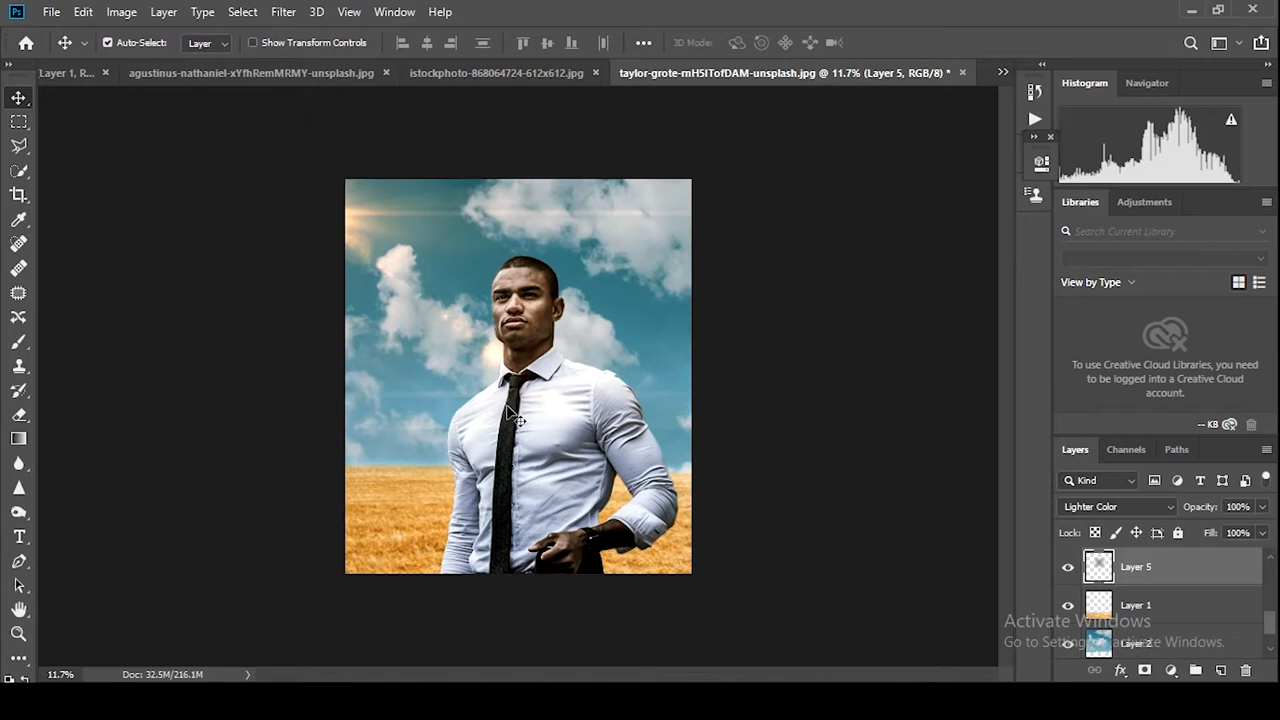 Ps File Edit Image Layer Type Select Filter 3D View Window Help
Auto-Select: Layer Show Transform Controls 3D Mode:
Layer 1, R... × agustinus-nathaniel-xYfhRemMRMY-unsplash.jpg × istockphoto-868064724-612x612.jpg × taylor-grote-mH5ITofDAM-unsplash.jpg @ 11.7% (Layer 5, RGB/8) * ×
Histogram Navigator
Libraries Adjustments
Search Current Library
View by Type
To use Creative Cloud Libraries, you need
to be logged into a Creative Cloud
account.
-- KB
Layers Channels Paths
Kind
Lighter Color Opacity: 100%
Lock: Fill: 100%
Layer 5
Layer 1
Activate Windows
Go to Settings to activate Windows.
Layer 2
11.7% Doc: 32.5M/216.1M